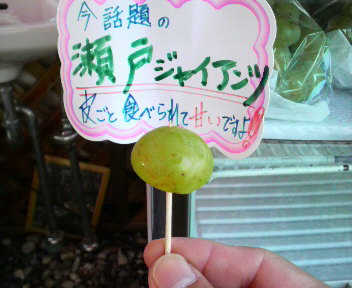 今話題の
瀬戸ジャイアンツ
皮ごと食べられて甘いですよ!!